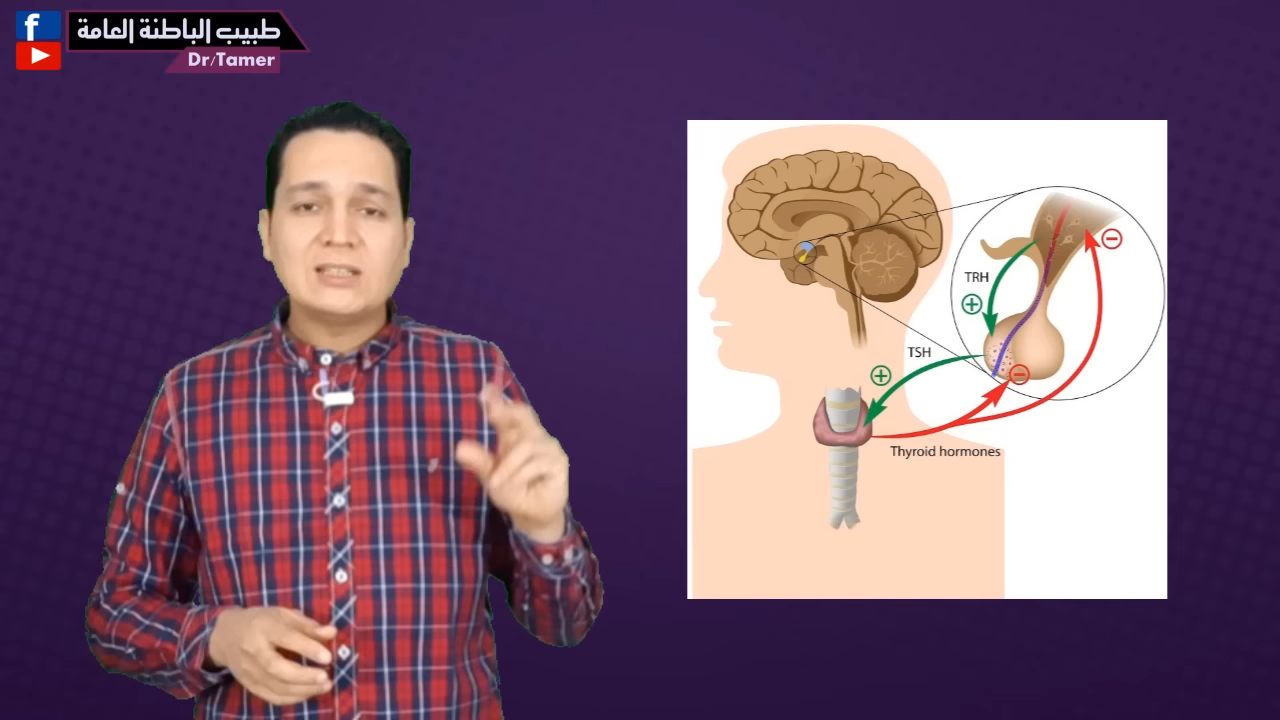 طبيب الباطنة العامة
Dr/Tamer
TRH
TSH
Thyroid hormones